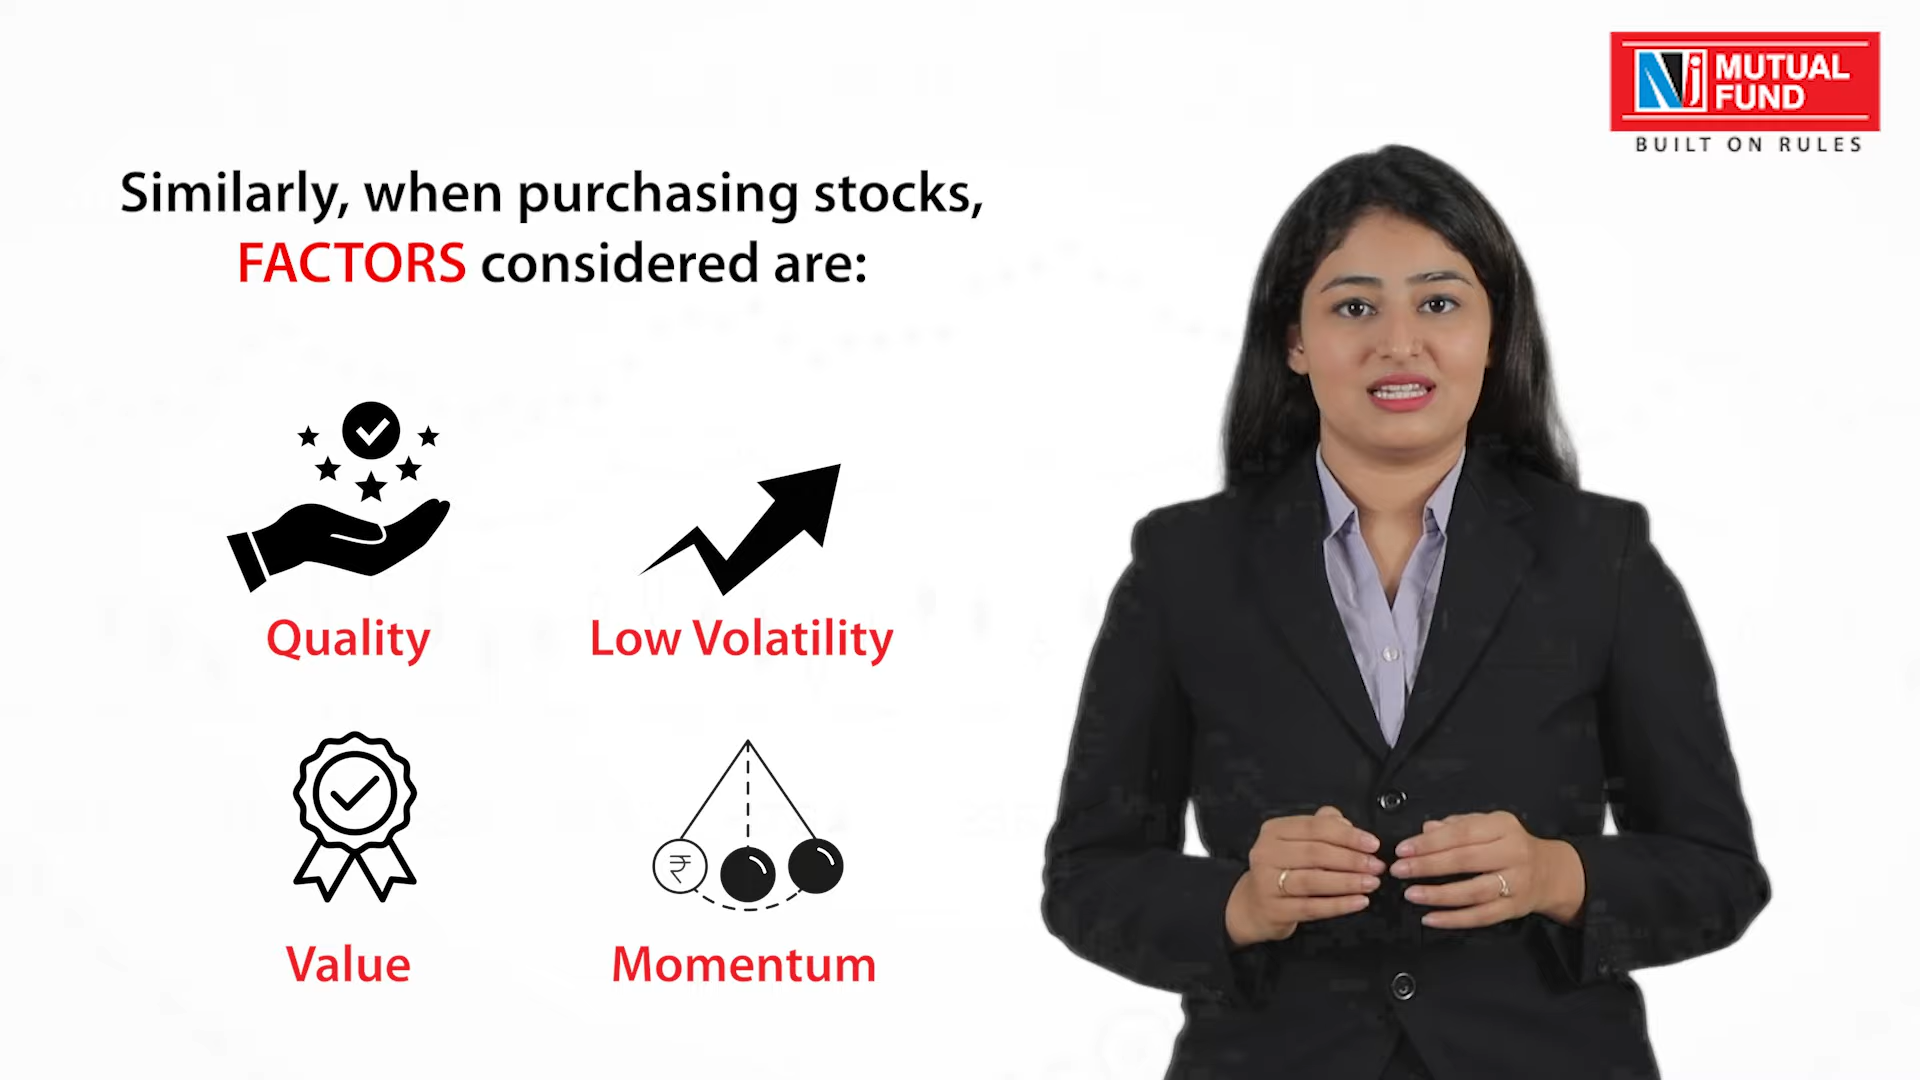 Nj MUTUAL
FUND
BUILT ON RULES
Similarly, when purchasing stocks,
FACTORS considered are:
Quality
Low Volatility
₹
Value
Momentum